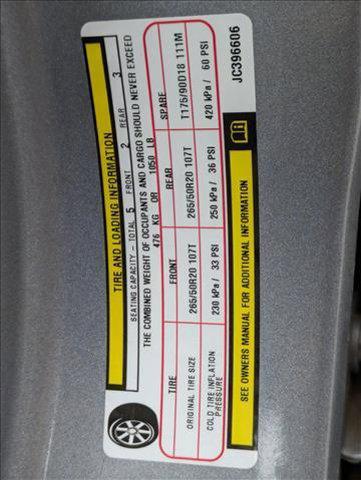 TIRE AND LOADING INFORMATION
SEATING CAPACITY - TOTAL 5 FRONT 2 REAR 3
THE COMBINED WEIGHT OF OCCUPANTS AND CARGO SHOULD NEVER EXCEED
476 KG OR 1050 LB
TIRE FRONT REAR SPARE
ORIGINAL TIRE SIZE 265/50R20 107T 265/50R20 107T T175/90D18 111M
COLD TIRE INFLATION PRESSURE 230 kPa / 33 PSI 250 kPa / 36 PSI 420 kPa / 60 PSI
SEE OWNERS MANUAL FOR ADDITIONAL INFORMATION
JC396606